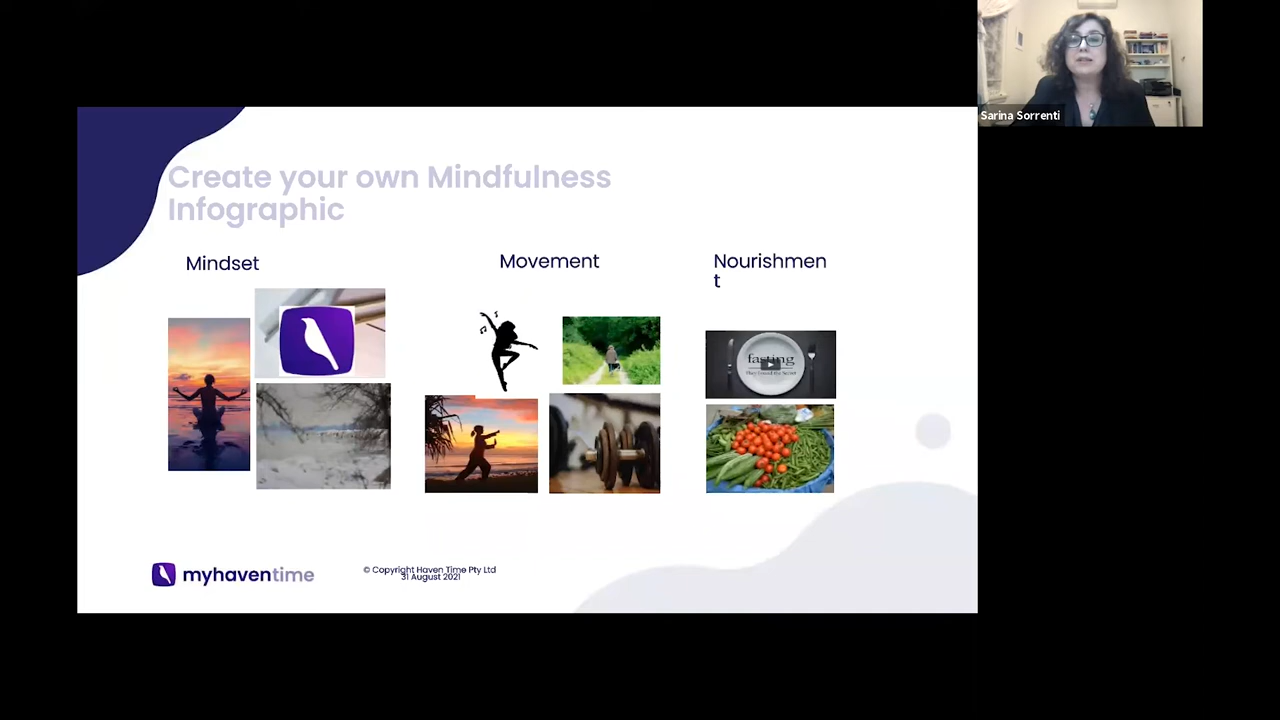 Sarina Sorrenti
Create your own Mindfulness
Infographic
Mindset
Movement
Nourishmen
t
fasting
myhaventime
© Copyright Haven Time Pty Ltd
31 August 2021